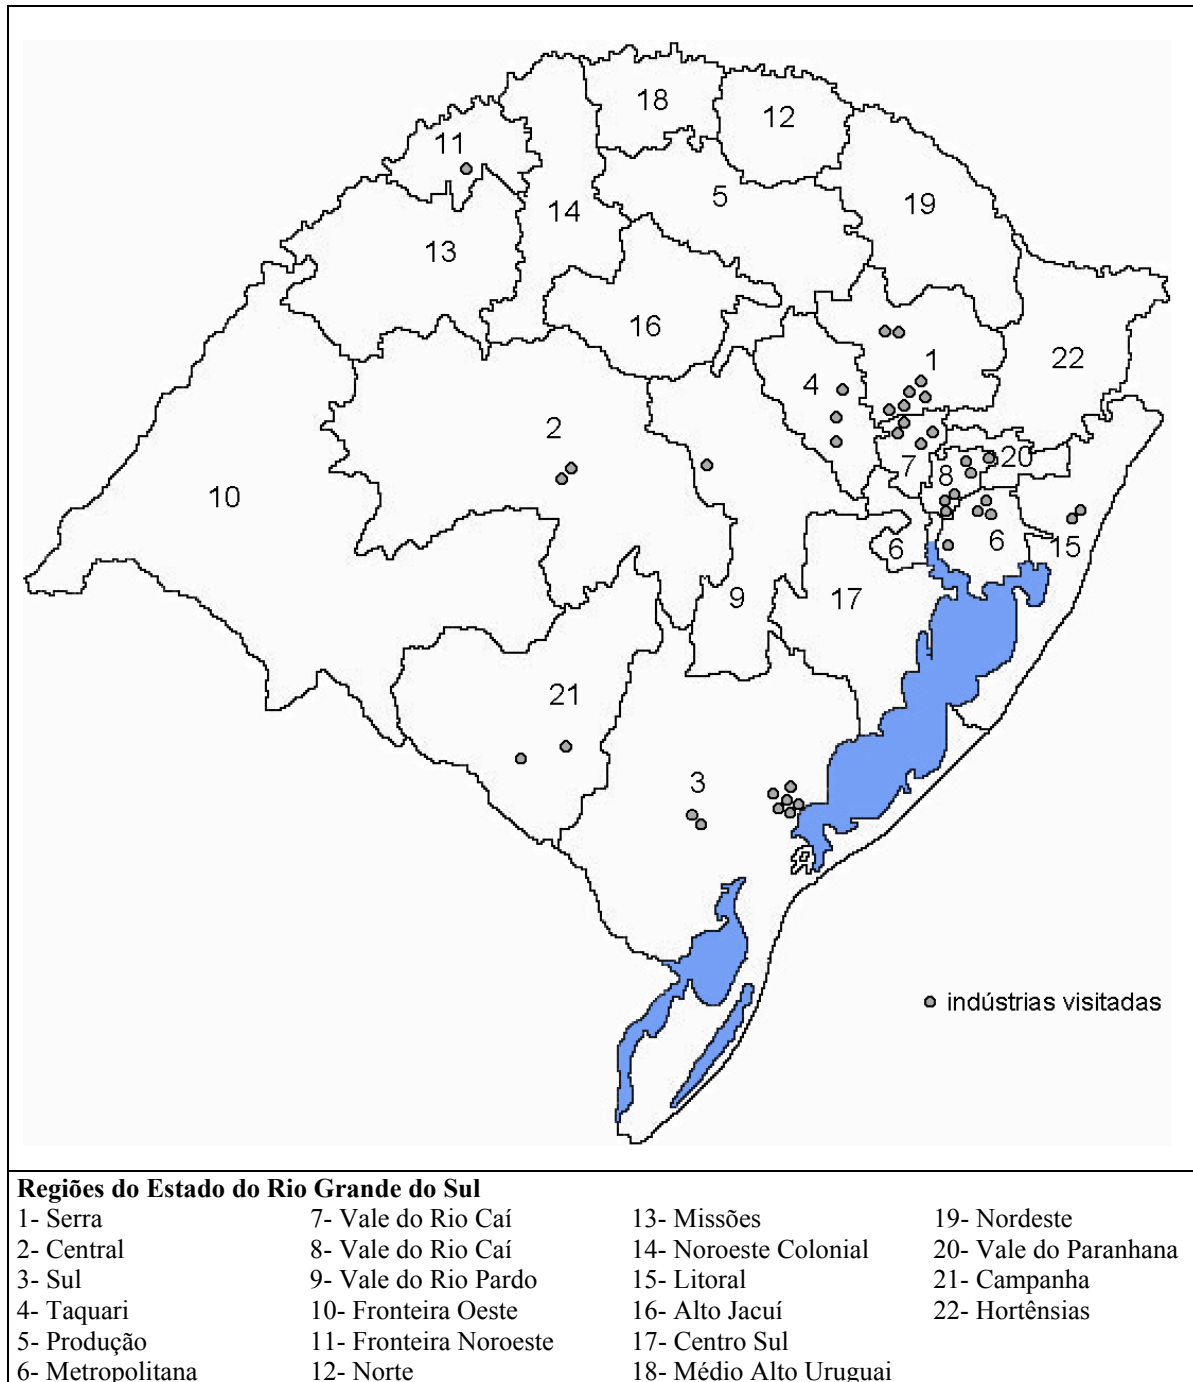 18
12
11
5
19
14
13
16
1
22
4
2
7
20
8
10
6
6
15
9
17
21
3
indústrias visitadas
Regiões do Estado do Rio Grande do Sul
1- Serra 7- Vale do Rio Caí 13- Missões 19- Nordeste
2- Central 8- Vale do Rio Caí 14- Noroeste Colonial 20- Vale do Paranhana
3- Sul 9- Vale do Rio Pardo 15- Litoral 21- Campanha
4- Taquari 10- Fronteira Oeste 16- Alto Jacuí 22- Hortênsias
5- Produção 11- Fronteira Noroeste 17- Centro Sul
6- Metropolitana 12- Norte 18- Médio Alto Uruguai